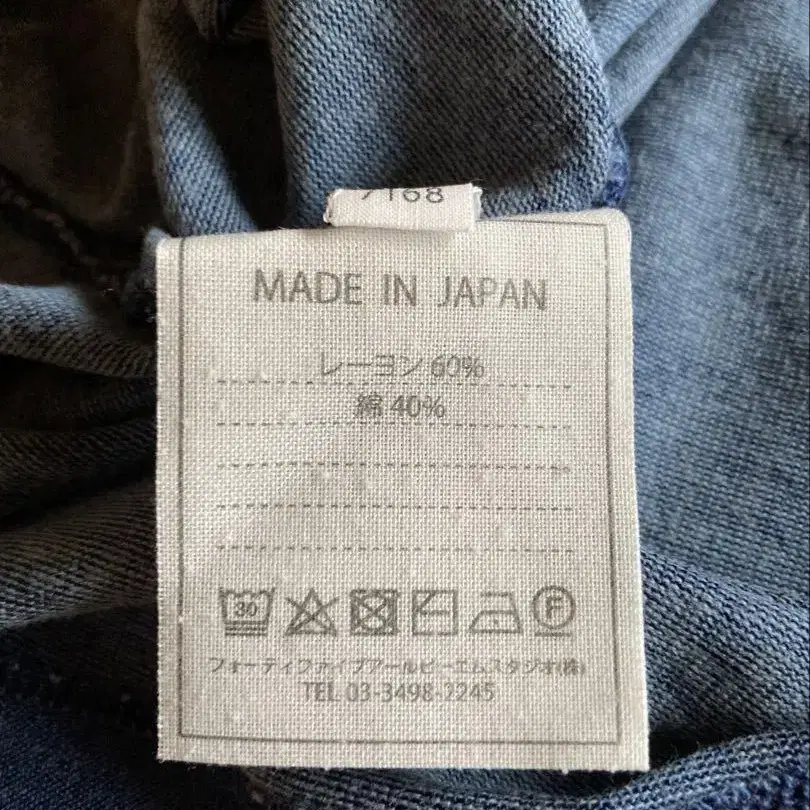 7168
MADE IN JAPAN
レーヨン 60%
綿 40%
30
F
フォーティファイブアールピーエムスタジオ(株)
TEL 03-3498-2245